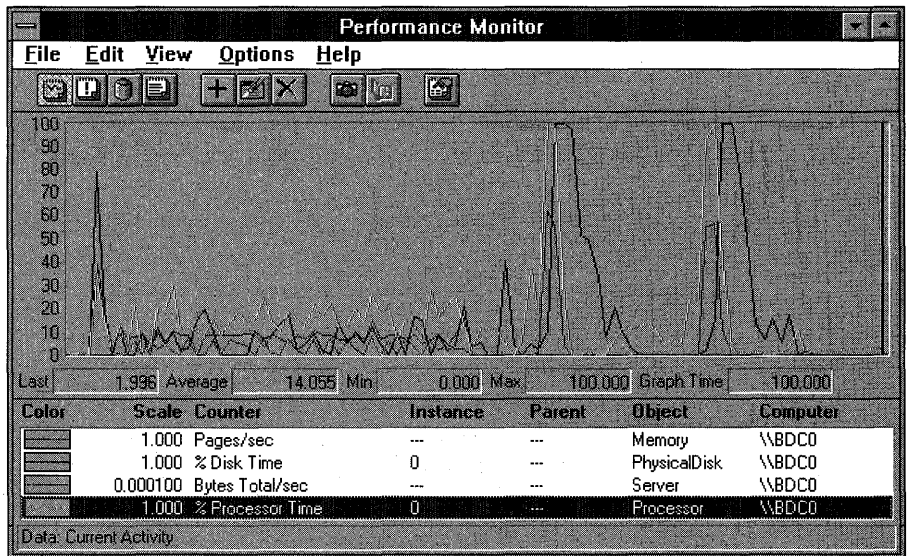 Performance Monitor
File Edit View Options Help
100
90
80
70
60
50
40
30
20
10
0
Last 1.996 Average 14.055 Min 0.000 Max 100.000 Graph Time 100.000
Color Scale Counter Instance Parent Object Computer
1.000 Pages/sec --- --- Memory \\BDC0
1.000 % Disk Time 0 --- PhysicalDisk \\BDC0
0.000100 Bytes Total/sec --- --- Server \\BDC0
1.000 % Processor Time 0 --- Processor \\BDC0
Data: Current Activity